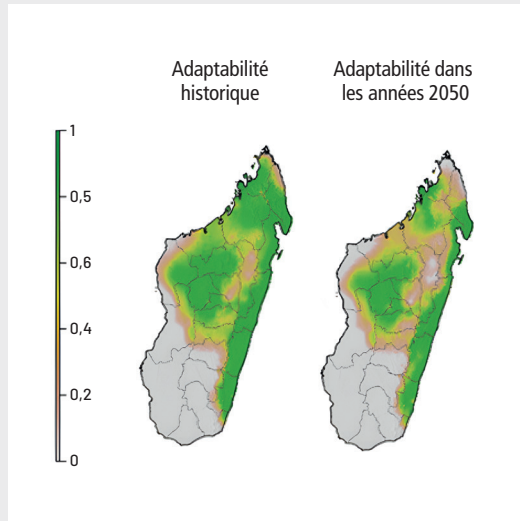 Adaptabilité
historique
Adaptabilité dans
les années 2050
1
0,5
0,6
0,4
0,2
0